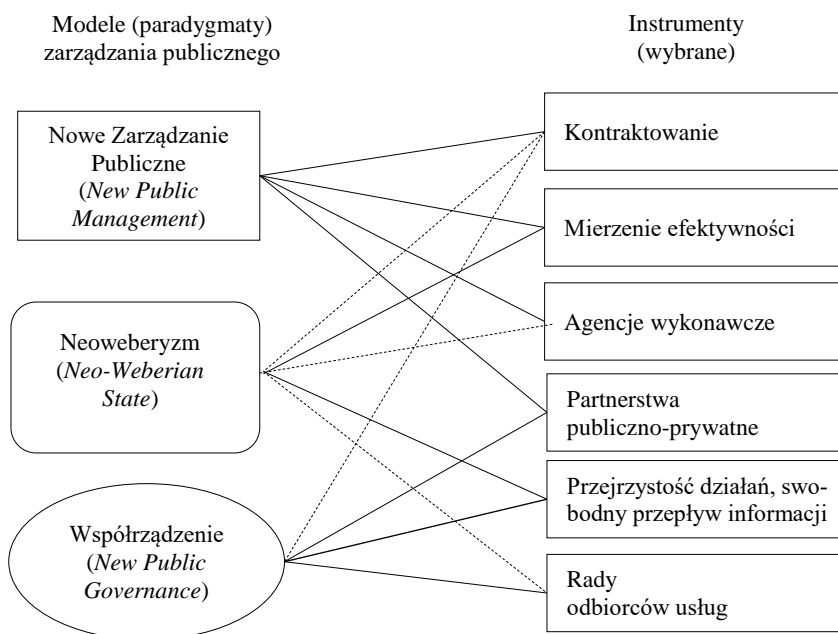 Modele (paradygmaty)
zarządzania publicznego
Nowe Zarządzanie
Publiczne
(New Public
Management)
Neoweberyzm
(Neo-Weberian
State)
Współrządzenie
(New Public
Governance)
Instrumenty
(wybrane)
Kontraktowanie
Mierzenie efektywności
Agencje wykonawcze
Partnerstwa
publiczno-prywatne
Przejrzystość działań, swo-
bodny przepływ informacji
Rady
odbiorców usług